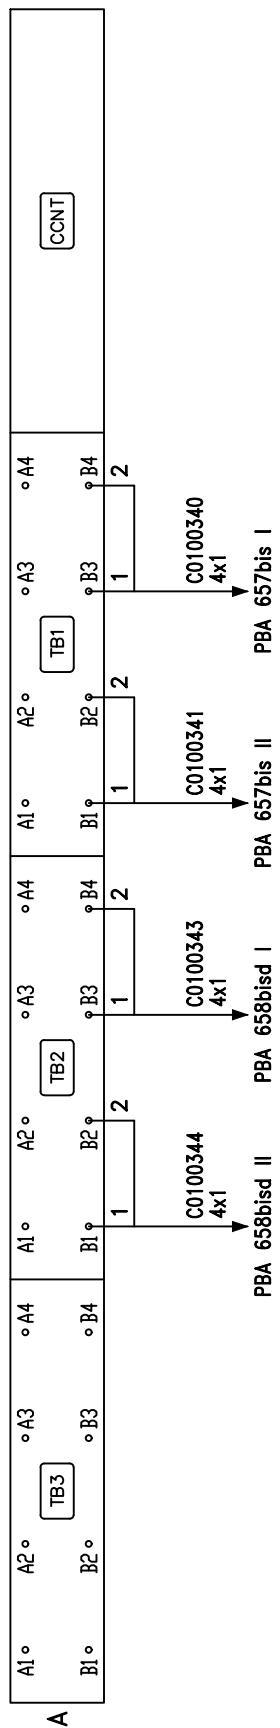 A
TB3
A1 A2 A3 A4
B1 B2 B3 B4
TB2
A1 A2 A3 A4
B1 B2 B3 B4
1 2 1 2
TB1
A1 A2 A3 A4
B1 B2 B3 B4
1 2 1 2
CCNT
C0100344
4x1
PBA 658bisd II
C0100343
4x1
PBA 658bisd I
C0100341
4x1
PBA 657bis II
C0100340
4x1
PBA 657bis I